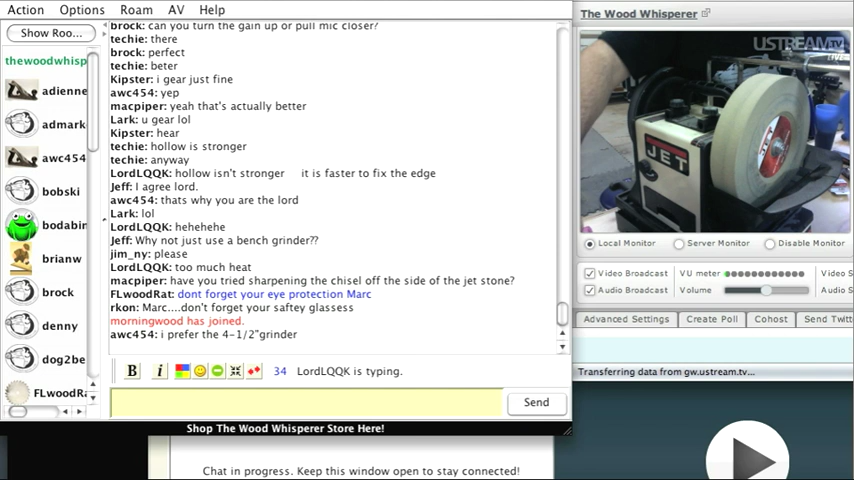 Action Options Roam AV Help
Show Roo...
thewoodwhisp
adienne
admark
awc454
bobski
bodabin
brianw
brock
denny
dog2be
FLwoodRa
brock: can you turn the gain up or pull mic closer?
techie: there
brock: perfect
techie: beter
Kipster: i gear just fine
awc454: yep
macpiper: yeah that's actually better
Lark: u gear lol
Kipster: hear
techie: hollow is stronger
techie: anyway
LordLQQK: hollow isn't stronger it is faster to fix the edge
Jeff: I agree lord.
awc454: thats why you are the lord
Lark: lol
LordLQQK: hehehehe
Jeff: Why not just use a bench grinder??
jim_ny: please
LordLQQK: too much heat
macpiper: have you tried sharpening the chisel off the side of the jet stone?
FLwoodRat: dont forget your eye protection Marc
rkon: Marc....don't forget your saftey glassess
morningwood has joined.
awc454: i prefer the 4-1/2"grinder
B i 34 LordLQQK is typing.
Send
Shop The Wood Whisperer Store Here!
Chat in progress. Keep this window open to stay connected!
The Wood Whisperer
USTREAM.TV
LIVE
JET
JET
Local Monitor Server Monitor Disable Monitor
Video Broadcast VU meter Video S
Audio Broadcast Volume Audio S
Advanced Settings Create Poll Cohost Send Twitt
Transferring data from gw.ustream.tv...